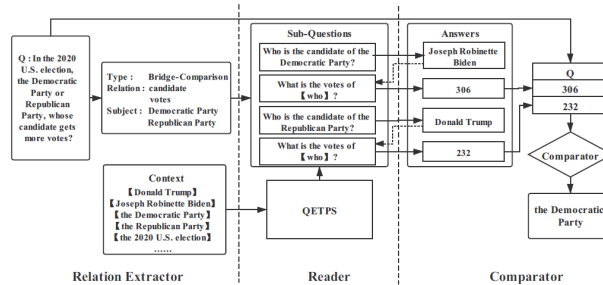 Q : In the 2020
U.S. election,
the Democratic
Party or
Republican
Party, whose
candidate gets
more votes?
Type : Bridge-Comparison
Relation : candidate
votes
Subject : Democratic Party
Republican Party
Context
【Donald Trump】
【Joseph Robinette Biden】
【the Democratic Party】
【the Republican Party】
【the 2020 U.S. election】
......
Sub-Questions
Who is the candidate of the
Democratic Party?
What is the votes of
【who】?
Who is the candidate of the
Republican Party?
What is the votes of
【who】?
QETPS
Answers
Joseph Robinette
Biden
306
Donald Trump
232
Q
306
232
Comparator
the Democratic
Party
Relation Extractor
Reader
Comparator